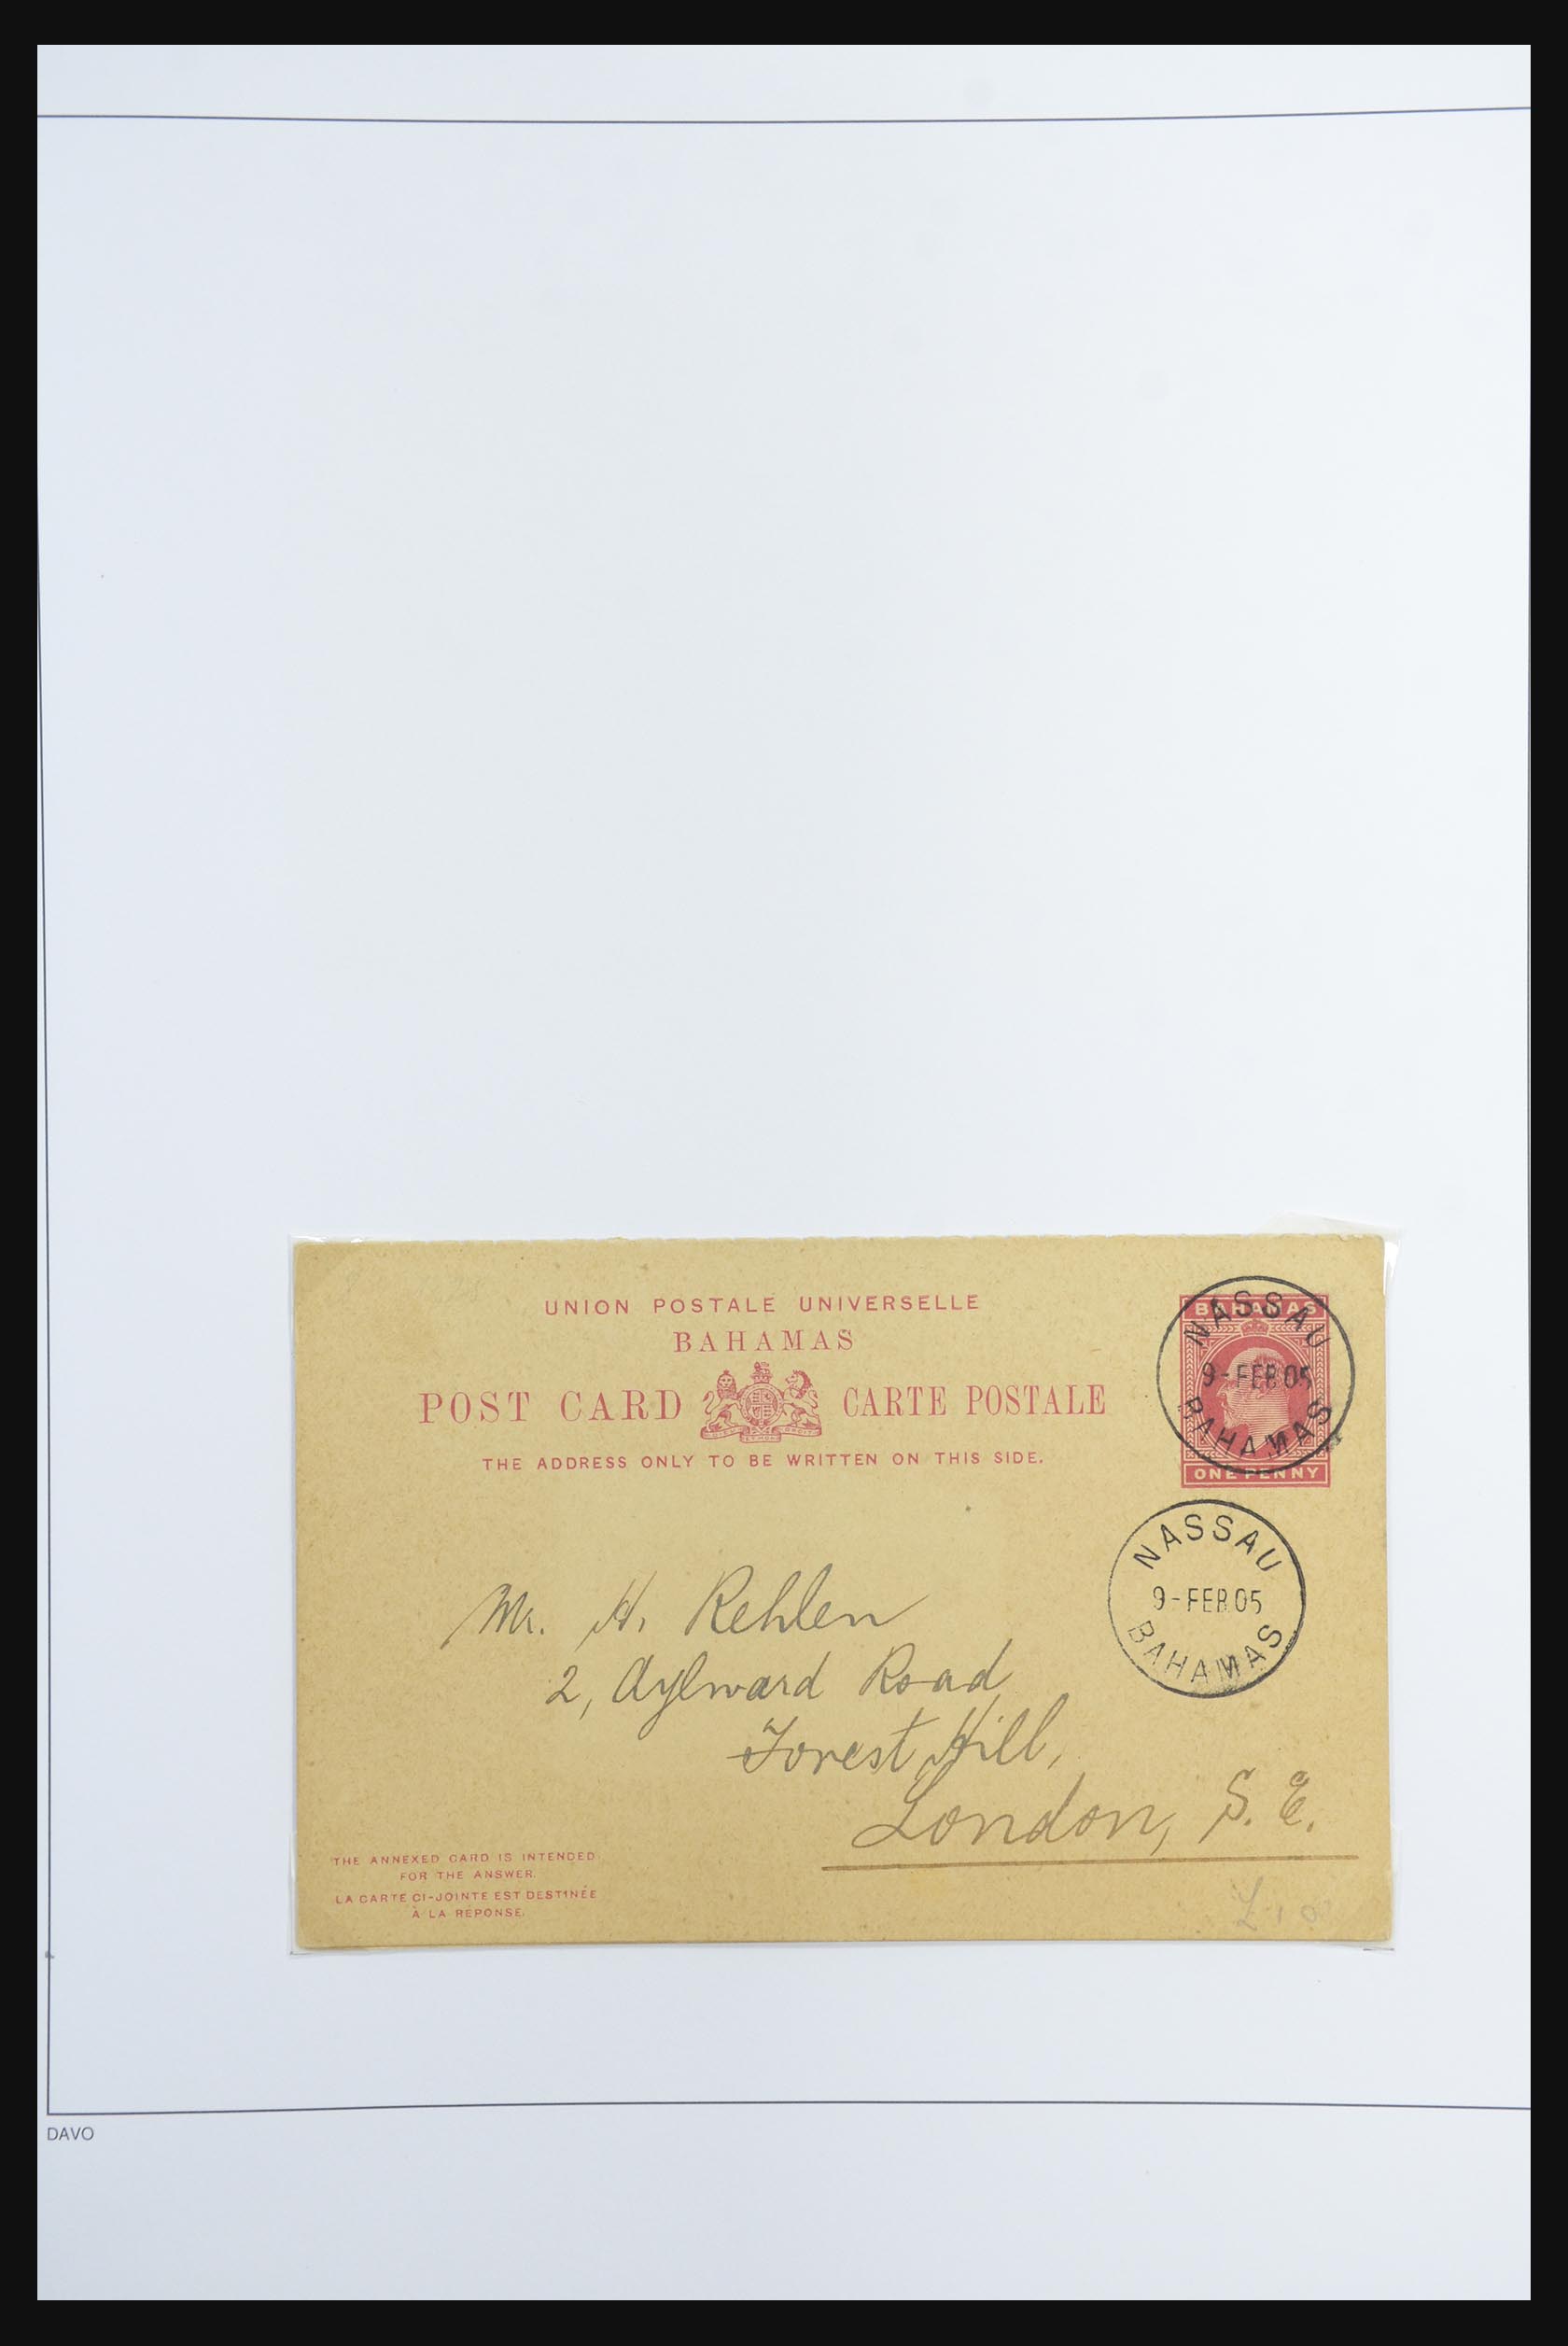 UNION POSTALE UNIVERSELLE
BAHAMAS
POST CARD CARTE POSTALE
THE ADDRESS ONLY TO BE WRITTEN ON THIS SIDE.
BAHAMAS
ONE PENNY
NASSAU
9-FEB.05
BAHAMAS
NASSAU
9-FEB.05
BAHAMAS
Mr. H. Rehlen
2, Aylward Road
Forest Hill,
London, S.E.
THE ANNEXED CARD IS INTENDED
FOR THE ANSWER.
LA CARTE CI-JOINTE EST DESTINÉE
À LA RÉPONSE.
DAVO